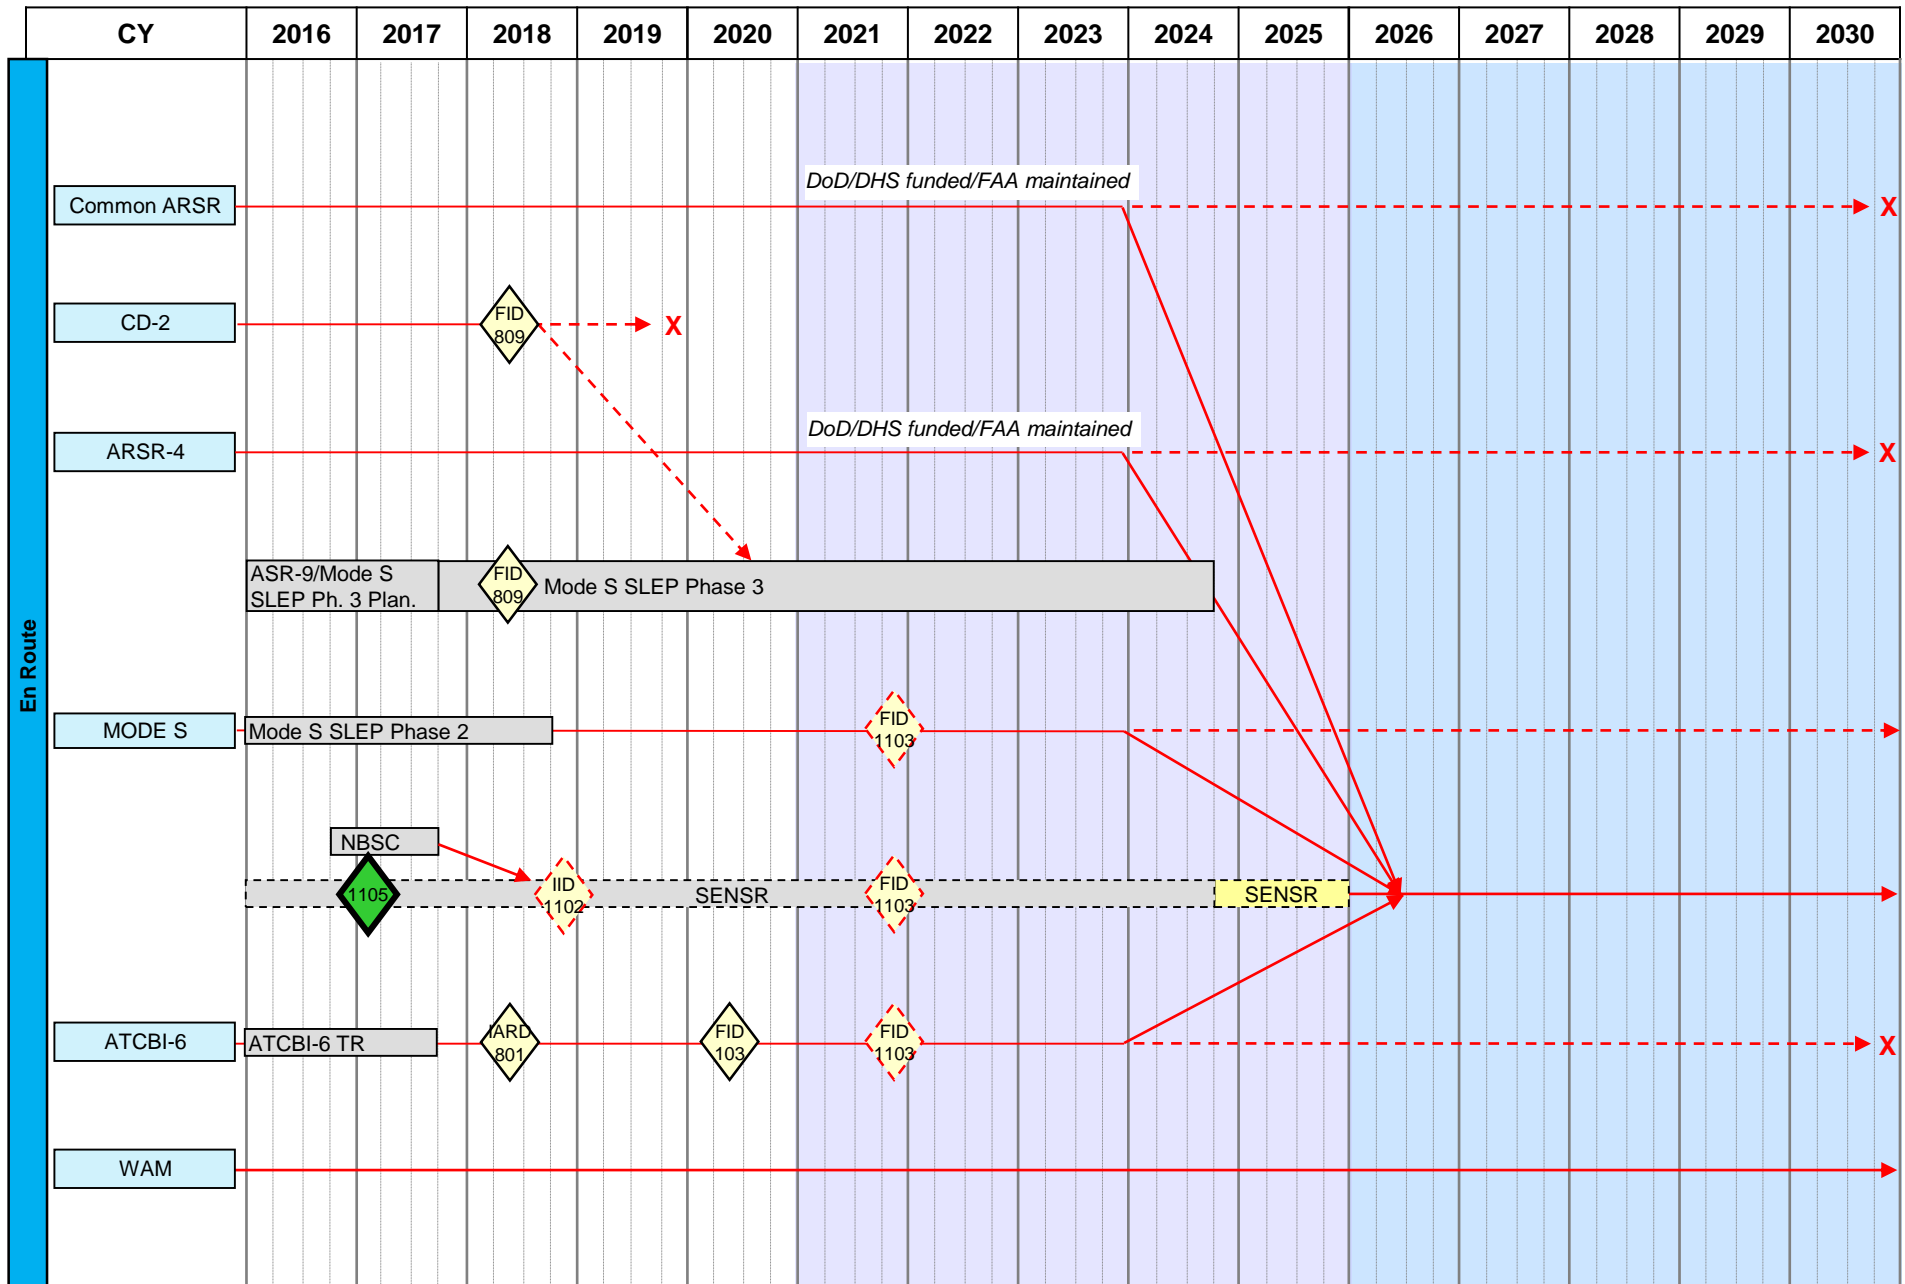 CY 2016 2017 2018 2019 2020 2021 2022 2023 2024 2025 2026 2027 2028 2029 2030
En Route
DoD/DHS funded/FAA maintained
Common ARSR
X
CD-2
FID
809
X
DoD/DHS funded/FAA maintained
ARSR-4
X
ASR-9/Mode S
SLEP Ph. 3 Plan.
FID
809
Mode S SLEP Phase 3
MODE S
Mode S SLEP Phase 2
FID
1103
NBSC
1105
IID
1102
SENSR
FID
1103
SENSR
ATCBI-6
ATCBI-6 TR
IARD
801
FID
103
FID
1103
X
WAM